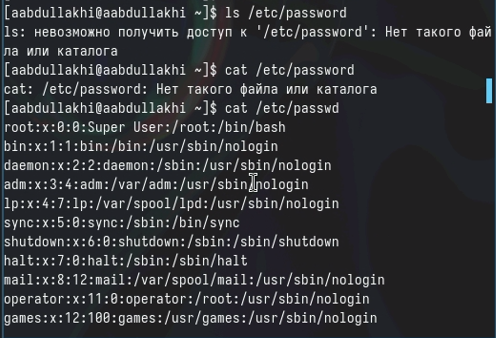 [aabdullakhi@aabdullakhi ~]$ ls /etc/password
ls: невозможно получить доступ к '/etc/password': Нет такого фай
ла или каталога
[aabdullakhi@aabdullakhi ~]$ cat /etc/password
cat: /etc/password: Нет такого файла или каталога
[aabdullakhi@aabdullakhi ~]$ cat /etc/passwd
root:x:0:0:Super User:/root:/bin/bash
bin:x:1:1:bin:/bin:/usr/sbin/nologin
daemon:x:2:2:daemon:/sbin:/usr/sbin/nologin
adm:x:3:4:adm:/var/adm:/usr/sbin/nologin
lp:x:4:7:lp:/var/spool/lpd:/usr/sbin/nologin
sync:x:5:0:sync:/sbin:/bin/sync
shutdown:x:6:0:shutdown:/sbin:/sbin/shutdown
halt:x:7:0:halt:/sbin:/sbin/halt
mail:x:8:12:mail:/var/spool/mail:/usr/sbin/nologin
operator:x:11:0:operator:/root:/usr/sbin/nologin
games:x:12:100:games:/usr/games:/usr/sbin/nologin